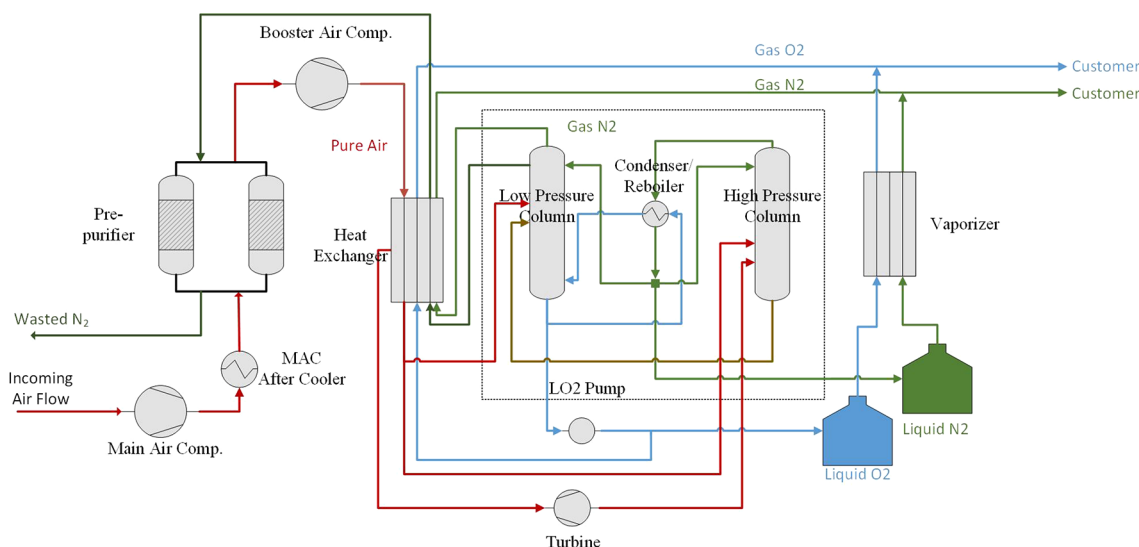 Booster Air Comp.
Gas O2
Customer
Gas N2
Customer
Pure Air
Gas N2
Condenser/
Reboiler
Low Pressure
Column
High Pressure
Column
Pre-
purifier
Heat
Exchanger
Vaporizer
Wasted N₂
MAC
After Cooler
Incoming
Air Flow
LO2 Pump
Main Air Comp.
Liquid N2
Liquid O2
Turbine